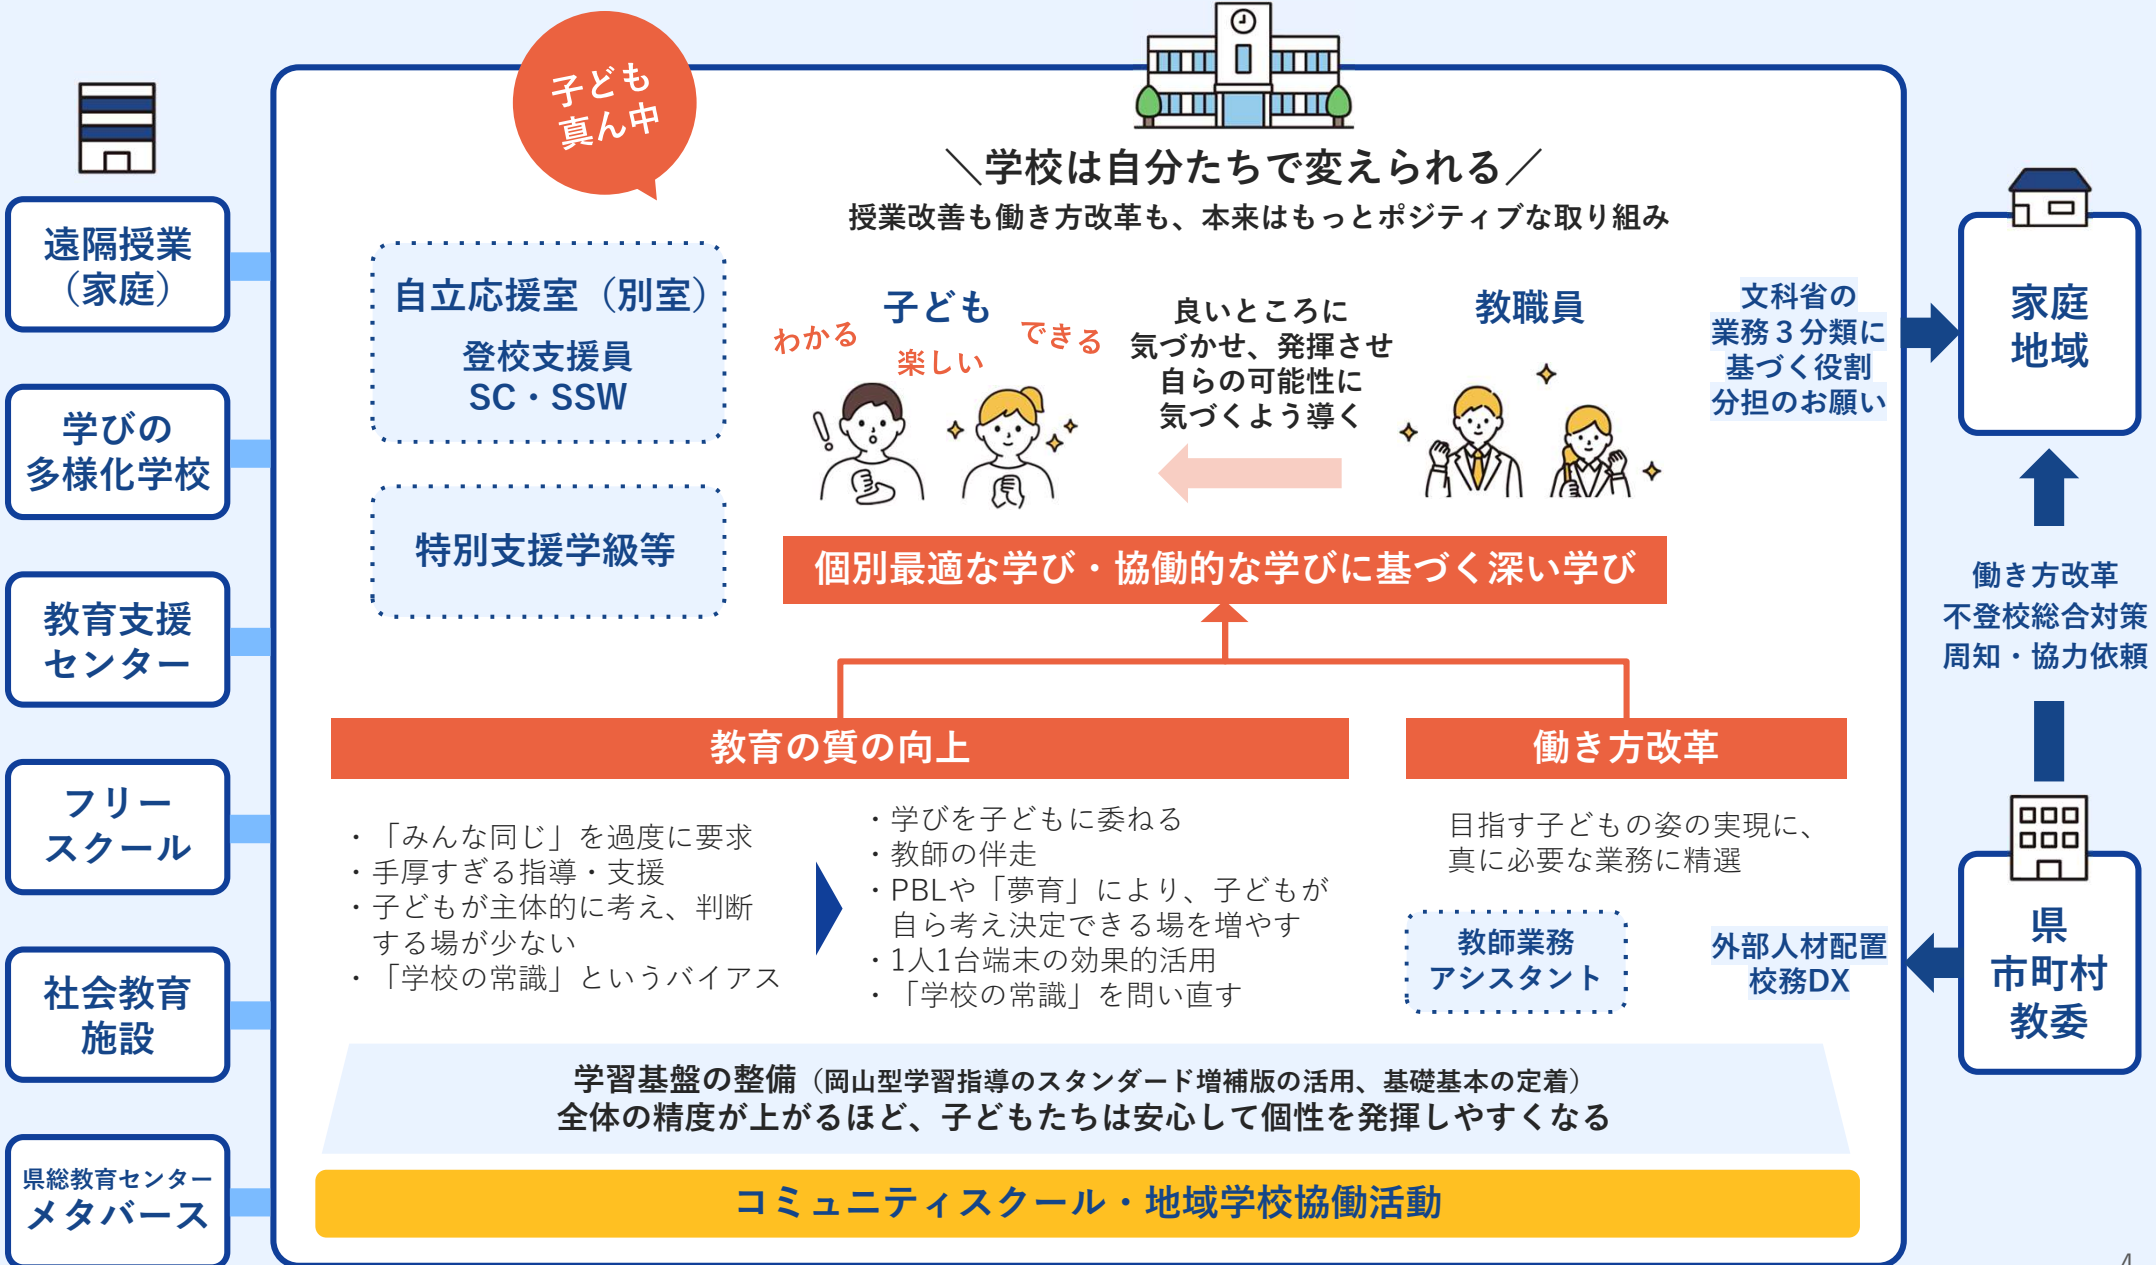 子ども
真ん中
＼学校は自分たちで変えられる／
授業改善も働き方改革も、本来はもっとポジティブな取り組み
遠隔授業
（家庭）
学びの
多様化学校
教育支援
センター
フリー
スクール
社会教育
施設
県総教育センター
メタバース
自立応援室（別室）
登校支援員
SC・SSW
特別支援学級等
子ども
わかる
楽しい
できる
良いところに
気づかせ、発揮させ
自らの可能性に
気づくよう導く
教職員
文科省の
業務３分類に
基づく役割
分担のお願い
家庭
地域
個別最適な学び・協働的な学びに基づく深い学び
働き方改革
不登校総合対策
周知・協力依頼
教育の質の向上
・「みんな同じ」を過度に要求
・手厚すぎる指導・支援
・子どもが主体的に考え、判断
する場が少ない
・「学校の常識」というバイアス
・学びを子どもに委ねる
・教師の伴走
・PBLや「夢育」により、子どもが
自ら考え決定できる場を増やす
・1人1台端末の効果的活用
・「学校の常識」を問い直す
働き方改革
目指す子どもの姿の実現に、
真に必要な業務に精選
教師業務
アシスタント
外部人材配置
校務DX
県
市町村
教委
学習基盤の整備（岡山型学習指導のスタンダード増補版の活用、基礎基本の定着）
全体の精度が上がるほど、子どもたちは安心して個性を発揮しやすくなる
コミュニティスクール・地域学校協働活動
4